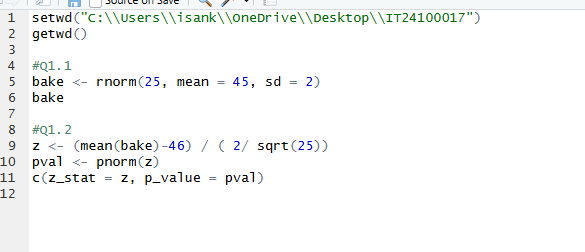 Source on Save
1 setwd("C:\\Users\\isank\\OneDrive\\Desktop\\IT24100017")
2 getwd()
3
4 #Q1.1
5 bake <- rnorm(25, mean = 45, sd = 2)
6 bake
7
8 #Q1.2
9 z <- (mean(bake)-46) / ( 2/ sqrt(25))
10 pval <- pnorm(z)
11 c(z_stat = z, p_value = pval)
12